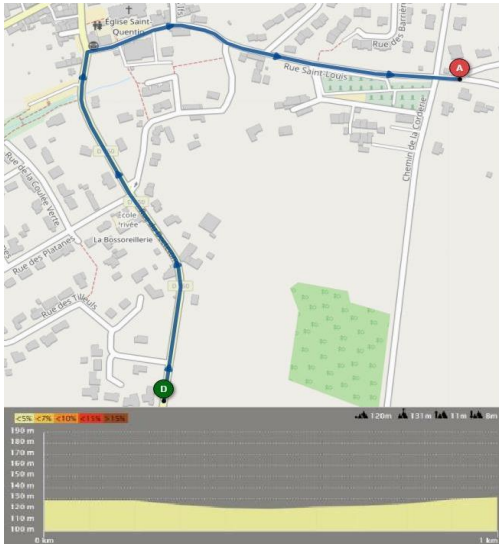 Église Saint-
Quentin
Rue des Barriè
Rue Saint-Louis
A
Chemin de la Corderie
Rue de la Coulée Verte
École
Privée
La Bossoreillerie
Rue des Platanes
Rue des Tilleuls
D
<5% <7% <10% <15% >15%
120m 131m 11m -8m
190 m
180 m
170 m
160 m
150 m
140 m
130 m
120 m
110 m
100 m
0 km
1 km